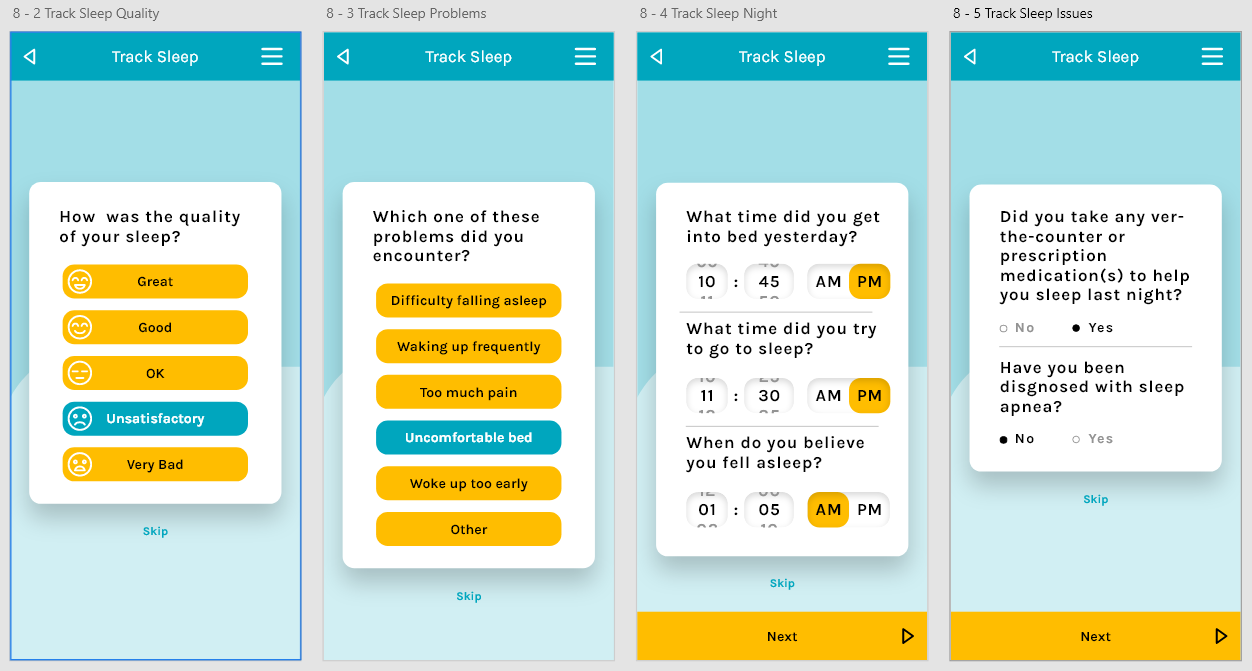 8 - 2 Track Sleep Quality
Track Sleep
How was the quality
of your sleep?
Great
Good
OK
Unsatisfactory
Very Bad
Skip
8 - 3 Track Sleep Problems
Track Sleep
Which one of these
problems did you
encounter?
Difficulty falling asleep
Waking up frequently
Too much pain
Uncomfortable bed
Woke up too early
Other
Skip
8 - 4 Track Sleep Night
Track Sleep
What time did you get
into bed yesterday?
10 : 45 AM PM
What time did you try
to go to sleep?
11 : 30 AM PM
When do you believe
you fell asleep?
01 : 05 AM PM
Skip
Next
8 - 5 Track Sleep Issues
Track Sleep
Did you take any ver-
the-counter or
prescription
medication(s) to help
you sleep last night?
No Yes
Have you been
disgnosed with sleep
apnea?
No Yes
Skip
Next